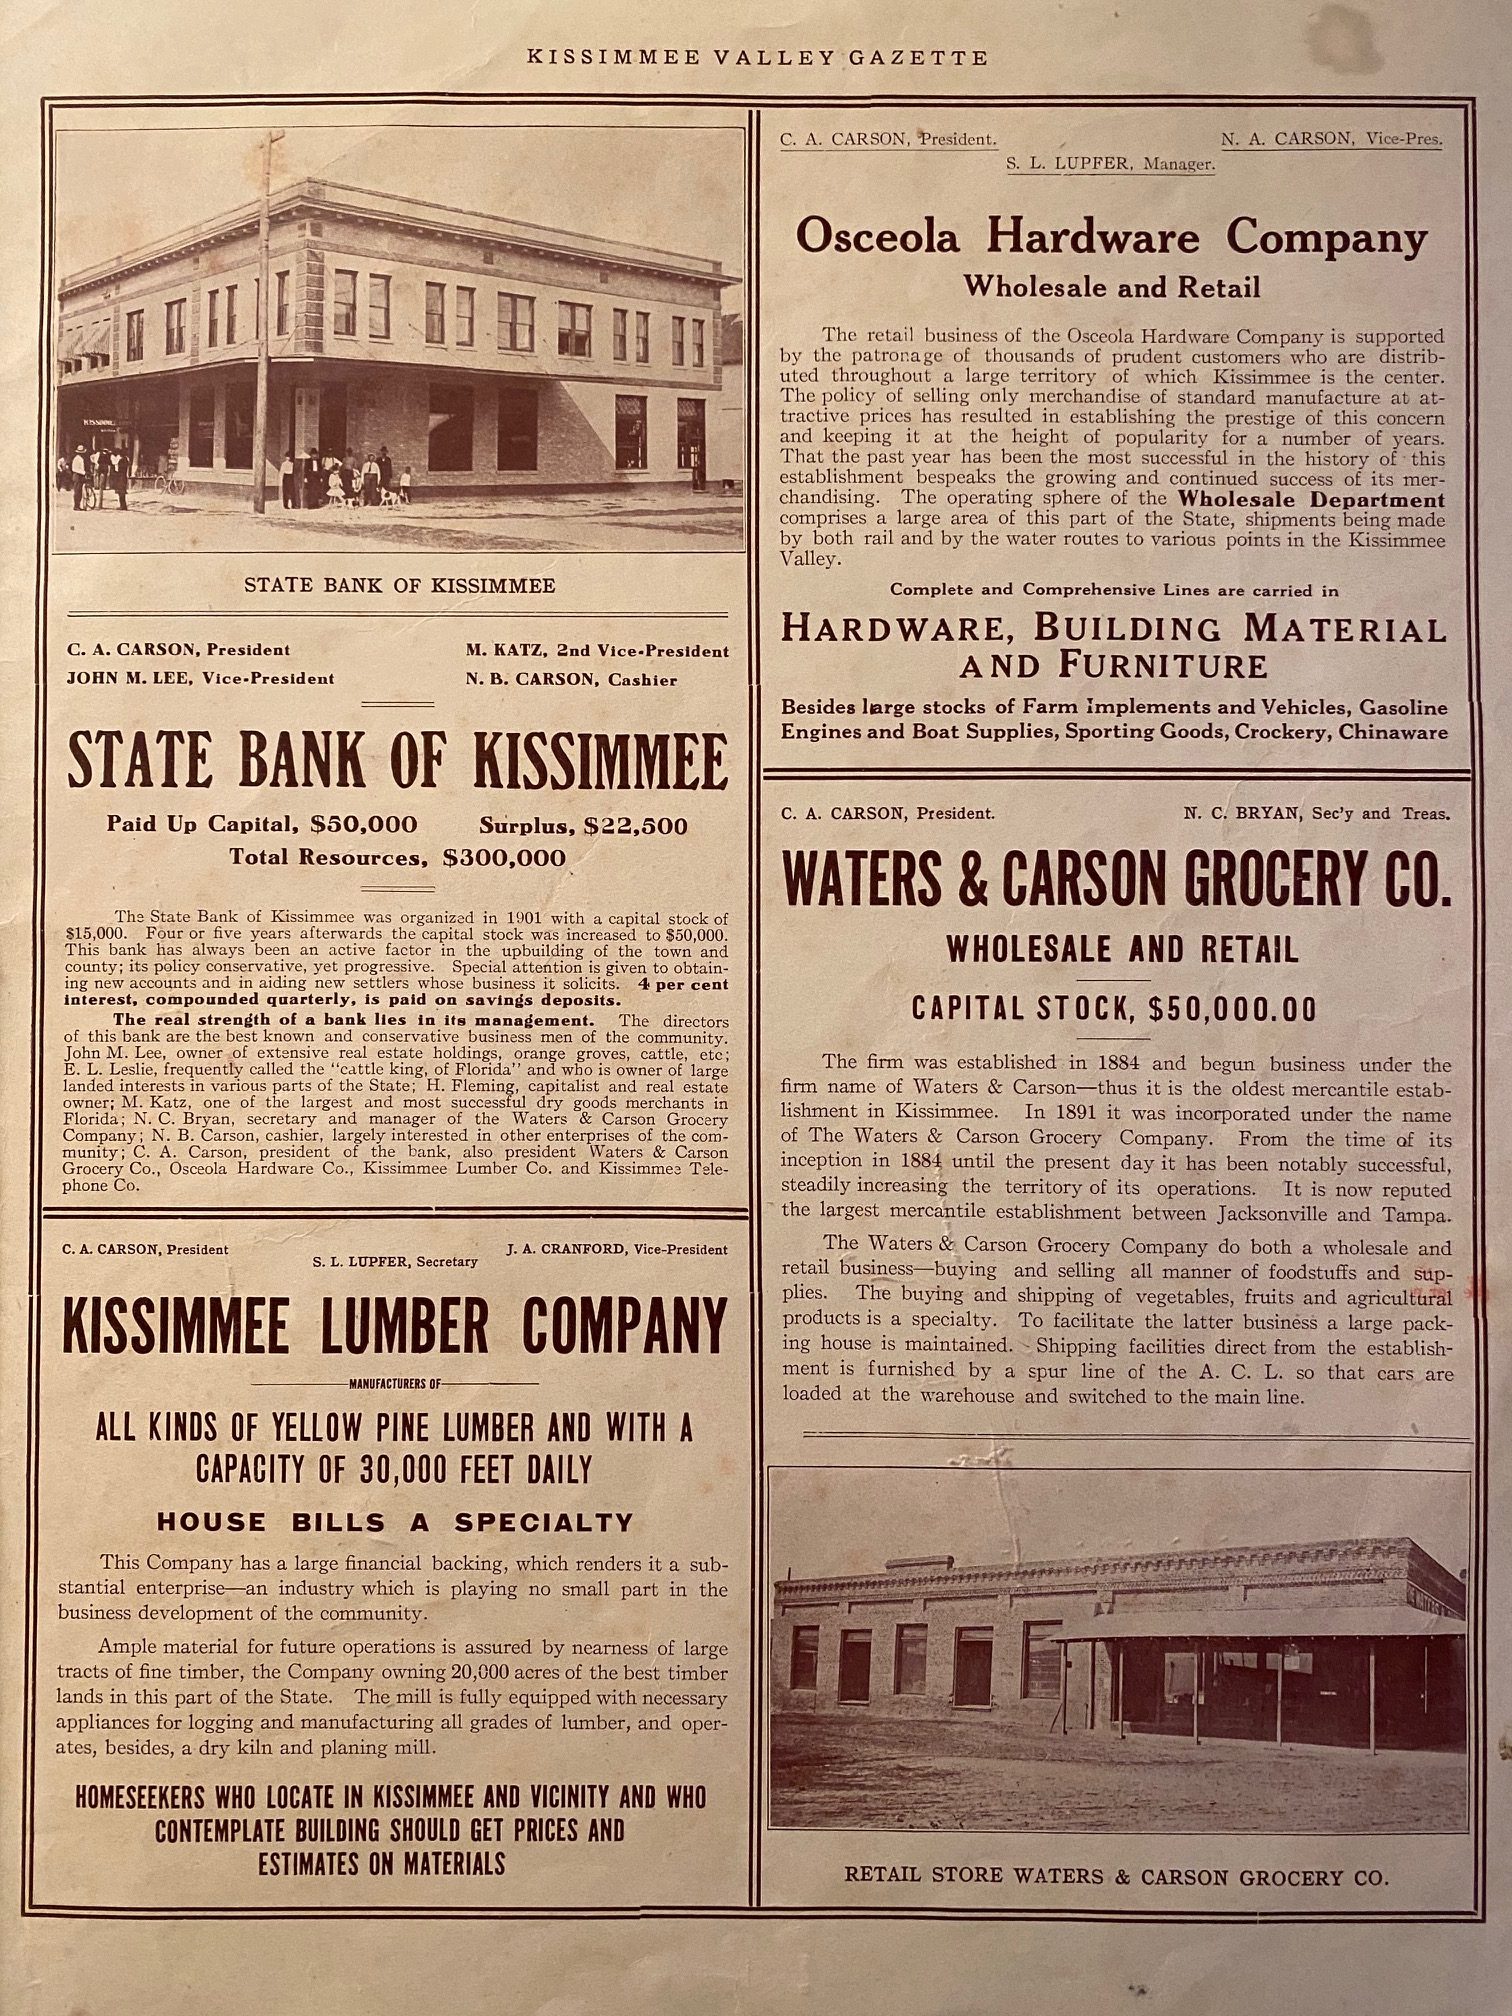 KISSIMMEE VALLEY GAZETTE
KISSIMMEE
STATE BANK OF KISSIMMEE
C. A. CARSON, President
M. KATZ, 2nd Vice-President
JOHN M. LEE, Vice-President
N. B. CARSON, Cashier
STATE BANK OF KISSIMMEE
Paid Up Capital, $50,000 Surplus, $22,500
Total Resources, $300,000
The State Bank of Kissimmee was organized in 1901 with a capital stock of
$15,000. Four or five years afterwards the capital stock was increased to $50,000.
This bank has always been an active factor in the upbuilding of the town and
county; its policy conservative, yet progressive. Special attention is given to obtain-
ing new accounts and in aiding new settlers whose business it solicits. 4 per cent
interest, compounded quarterly, is paid on savings deposits.
The real strength of a bank lies in its management. The directors
of this bank are the best known and conservative business men of the community.
John M. Lee, owner of extensive real estate holdings, orange groves, cattle, etc;
E. L. Leslie, frequently called the "cattle king, of Florida" and who is owner of large
landed interests in various parts of the State; H. Fleming, capitalist and real estate
owner; M. Katz, one of the largest and most successful dry goods merchants in
Florida; N. C. Bryan, secretary and manager of the Waters & Carson Grocery
Company; N. B. Carson, cashier, largely interested in other enterprises of the com-
munity; C. A. Carson, president of the bank, also president Waters & Carson
Grocery Co., Osceola Hardware Co., Kissimmee Lumber Co. and Kissimmee Tele-
phone Co.
C. A. CARSON, President
J. A. CRANFORD, Vice-President
S. L. LUPFER, Secretary
KISSIMMEE LUMBER COMPANY
MANUFACTURERS OF
ALL KINDS OF YELLOW PINE LUMBER AND WITH A
CAPACITY OF 30,000 FEET DAILY
HOUSE BILLS A SPECIALTY
This Company has a large financial backing, which renders it a sub-
stantial enterprise—an industry which is playing no small part in the
business development of the community.
Ample material for future operations is assured by nearness of large
tracts of fine timber, the Company owning 20,000 acres of the best timber
lands in this part of the State. The mill is fully equipped with necessary
appliances for logging and manufacturing all grades of lumber, and oper-
ates, besides, a dry kiln and planing mill.
HOMESEEKERS WHO LOCATE IN KISSIMMEE AND VICINITY AND WHO
CONTEMPLATE BUILDING SHOULD GET PRICES AND
ESTIMATES ON MATERIALS
C. A. CARSON, President.
N. A. CARSON, Vice-Pres.
S. L. LUPFER, Manager.
Osceola Hardware Company
Wholesale and Retail
The retail business of the Osceola Hardware Company is supported
by the patronage of thousands of prudent customers who are distrib-
uted throughout a large territory of which Kissimmee is the center.
The policy of selling only merchandise of standard manufacture at at-
tractive prices has resulted in establishing the prestige of this concern
and keeping it at the height of popularity for a number of years.
That the past year has been the most successful in the history of this
establishment bespeaks the growing and continued success of its mer-
chandising. The operating sphere of the Wholesale Department
comprises a large area of this part of the State, shipments being made
by both rail and by the water routes to various points in the Kissimmee
Valley.
Complete and Comprehensive Lines are carried in
HARDWARE, BUILDING MATERIAL
AND FURNITURE
Besides large stocks of Farm Implements and Vehicles, Gasoline
Engines and Boat Supplies, Sporting Goods, Crockery, Chinaware
C. A. CARSON, President.
N. C. BRYAN, Sec'y and Treas.
WATERS & CARSON GROCERY CO.
WHOLESALE AND RETAIL
CAPITAL STOCK, $50,000.00
The firm was established in 1884 and begun business under the
firm name of Waters & Carson—thus it is the oldest mercantile estab-
lishment in Kissimmee. In 1891 it was incorporated under the name
of The Waters & Carson Grocery Company. From the time of its
inception in 1884 until the present day it has been notably successful,
steadily increasing the territory of its operations. It is now reputed
the largest mercantile establishment between Jacksonville and Tampa.
The Waters & Carson Grocery Company do both a wholesale and
retail business—buying and selling all manner of foodstuffs and sup-
plies. The buying and shipping of vegetables, fruits and agricultural
products is a specialty. To facilitate the latter business a large pack-
ing house is maintained. Shipping facilities direct from the establish-
ment is furnished by a spur line of the A. C. L. so that cars are
loaded at the warehouse and switched to the main line.
RETAIL STORE WATERS & CARSON GROCERY CO.